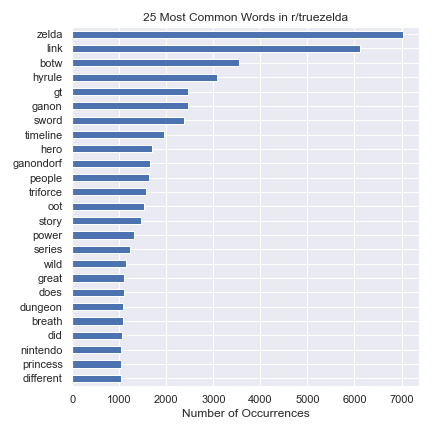 25 Most Common Words in r/truezelda
zelda
link
botw
hyrule
gt
ganon
sword
timeline
hero
ganondorf
people
triforce
oot
story
power
series
wild
great
does
dungeon
breath
did
nintendo
princess
different
0 1000 2000 3000 4000 5000 6000 7000
Number of Occurrences